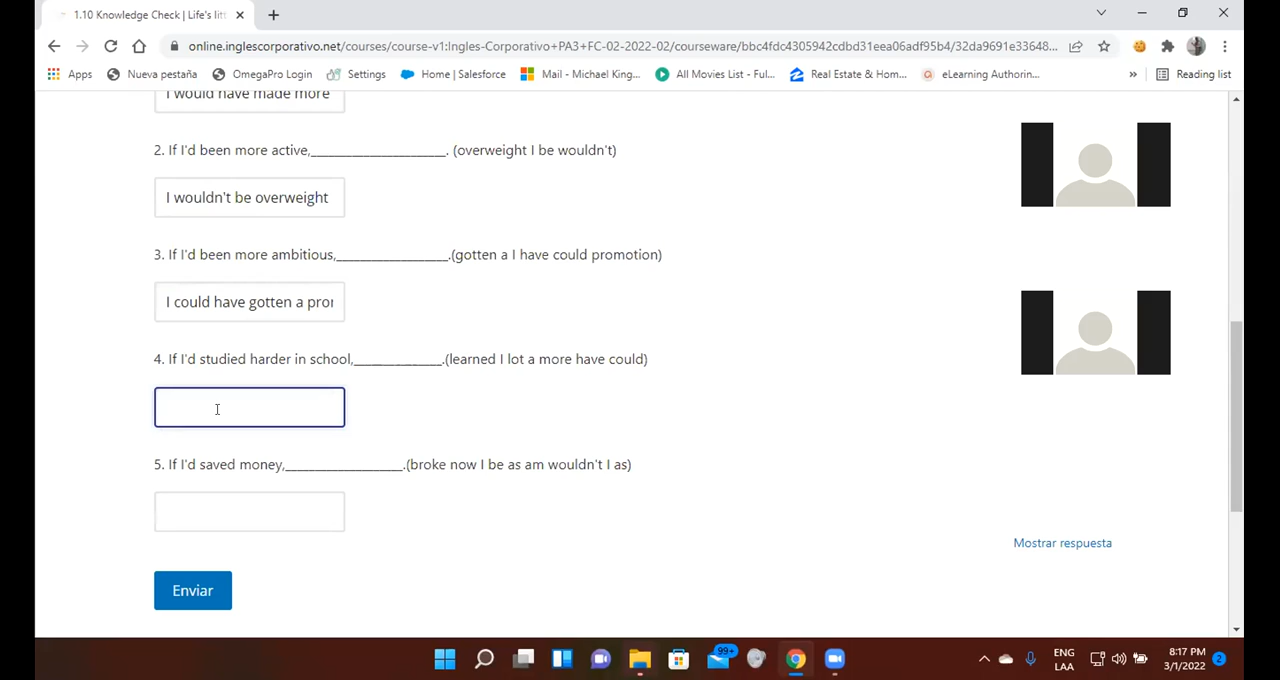 1.10 Knowledge Check | Life's litt
online.inglescorporativo.net/courses/course-v1:Ingles-Corporativo+PA3+FC-02-2022-02/courseware/bbc4fdc4305942cdbd31eea06adf95b4/32da9691e33648...
Apps Nueva pestaña OmegaPro Login Settings Home | Salesforce Mail - Michael King... All Movies List - Ful... Real Estate & Hom... eLearning Authorin... » Reading list
I would have made more
2. If I'd been more active,____________________. (overweight I be wouldn't)
I wouldn't be overweight
3. If I'd been more ambitious,_________________.(gotten a I have could promotion)
I could have gotten a pror
4. If I'd studied harder in school,_____________.(learned I lot a more have could)
5. If I'd saved money,__________________.(broke now I be as am wouldn't I as)
Mostrar respuesta
Enviar
99+
ENG
LAA
8:17 PM
3/1/2022
2